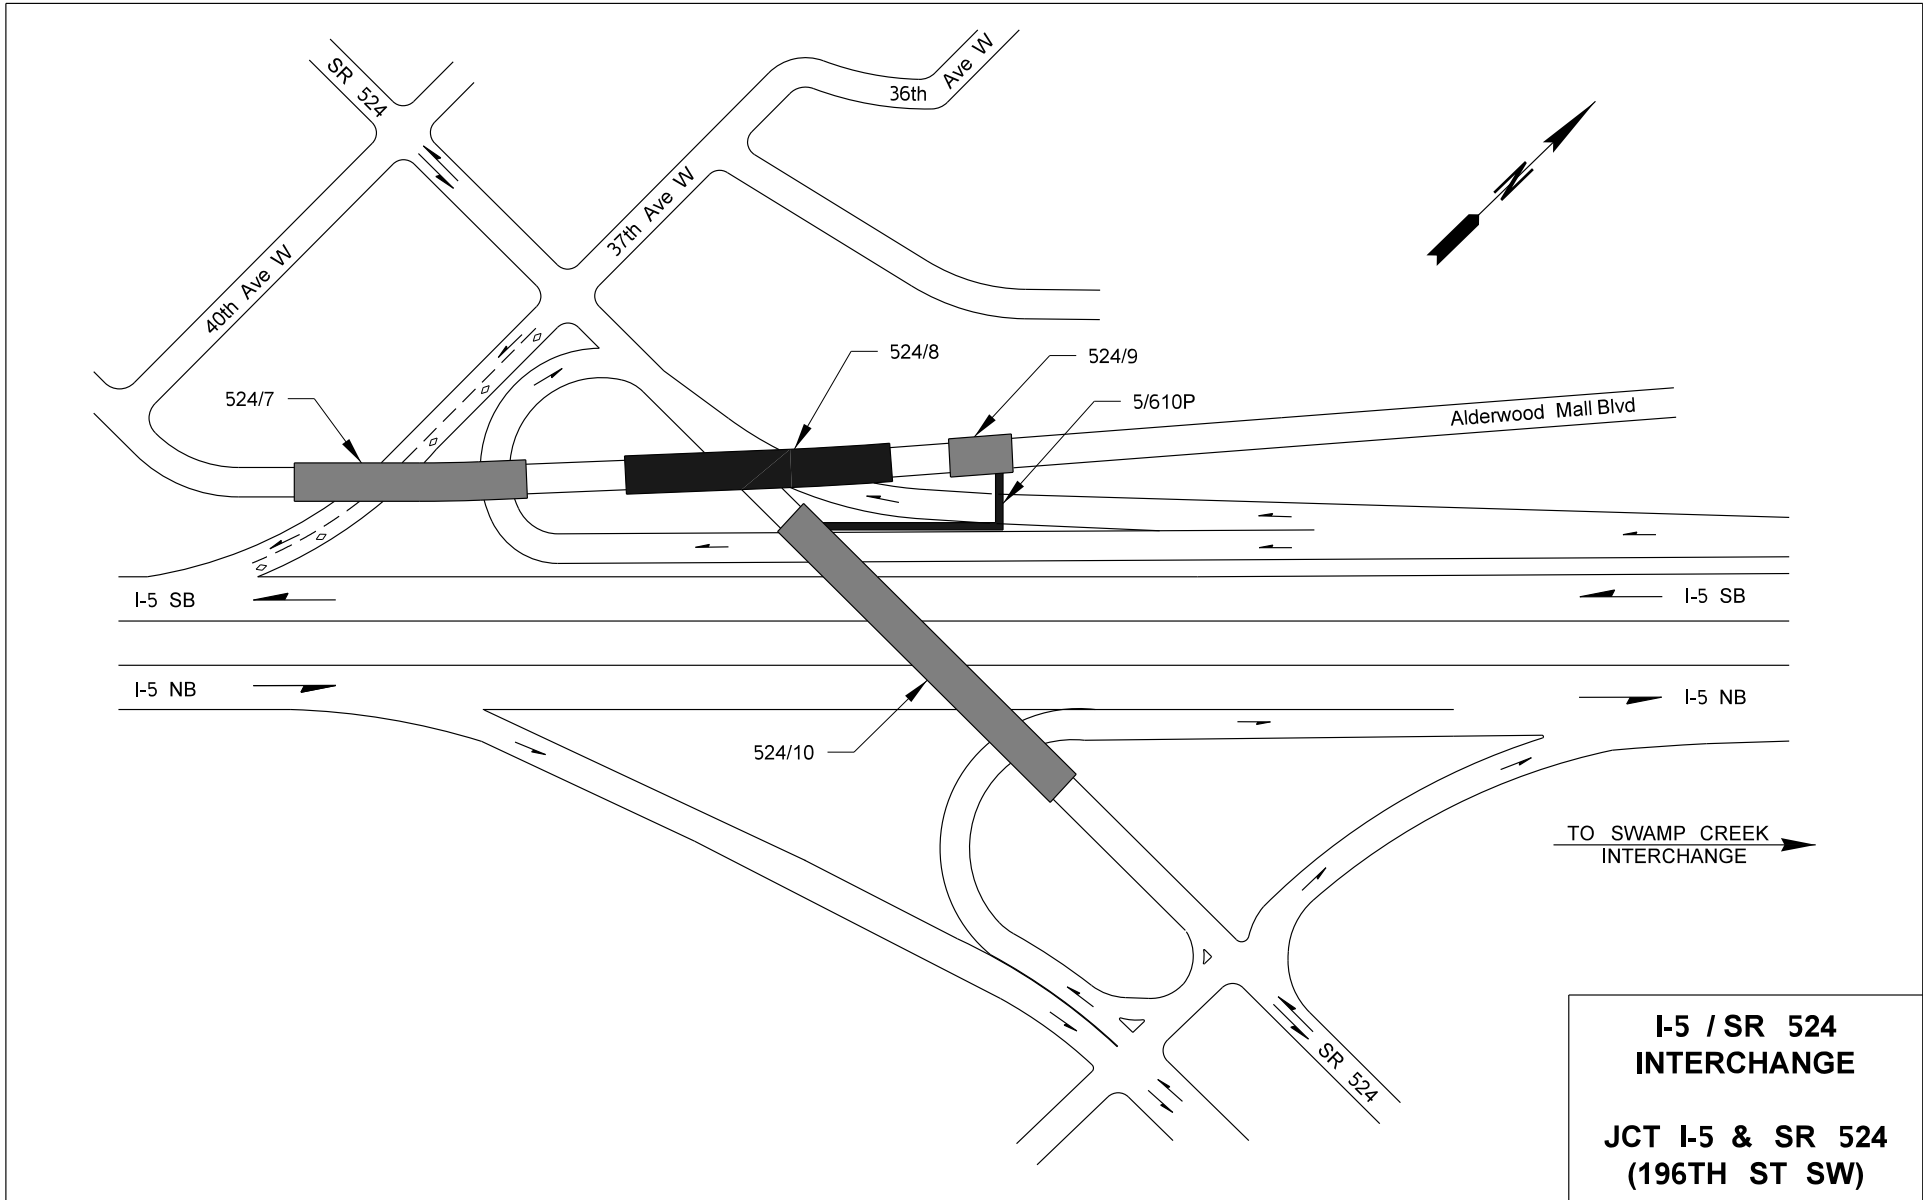 SR 524
36th Ave W
37th Ave W
40th Ave W
N
524/7
524/8
524/9
5/610P
Alderwood Mall Blvd
I-5 SB
I-5 SB
I-5 NB
I-5 NB
524/10
TO SWAMP CREEK
INTERCHANGE
SR 524
I-5 / SR 524
INTERCHANGE
JCT I-5 & SR 524
(196TH ST SW)